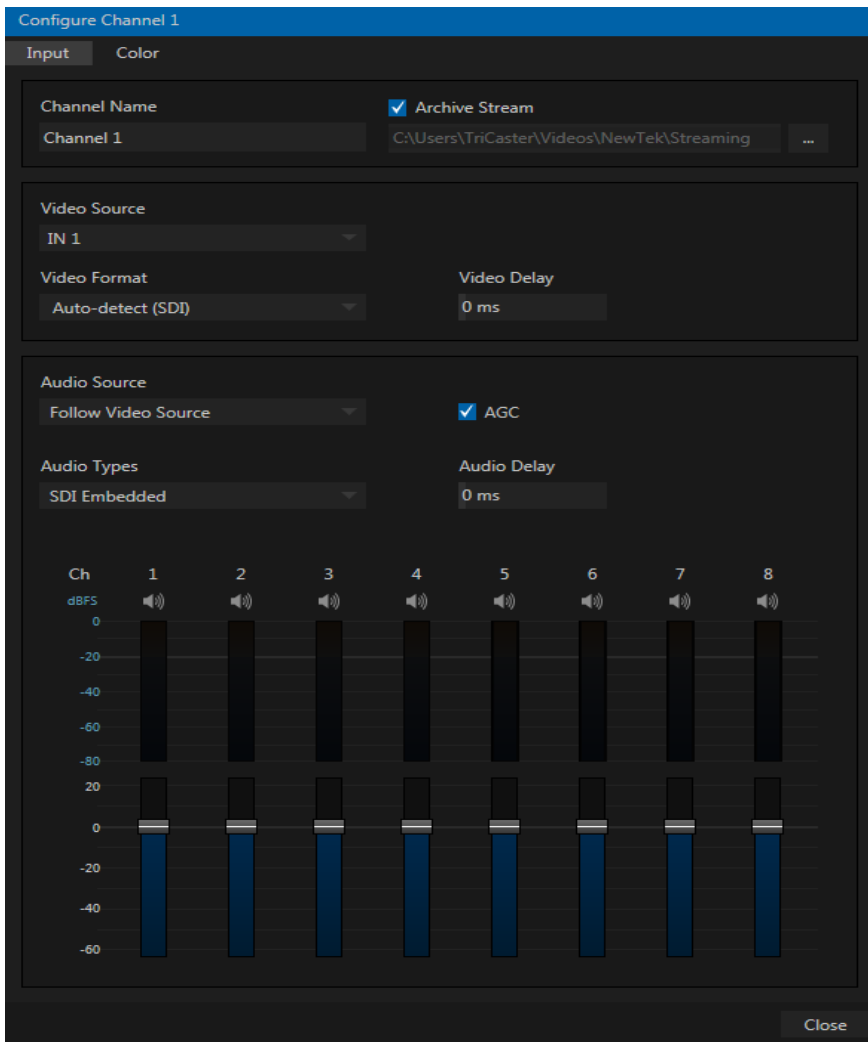 Configure Channel 1
Input Color
Channel Name Archive Stream
Channel 1 C:\Users\TriCaster\Videos\NewTek\Streaming ...
Video Source
IN 1
Video Format Video Delay
Auto-detect (SDI) 0 ms
Audio Source
Follow Video Source AGC
Audio Types Audio Delay
SDI Embedded 0 ms
Ch 1 2 3 4 5 6 7 8
dBFS
0
-20
-40
-60
-80
20
0
-20
-40
-60
Close